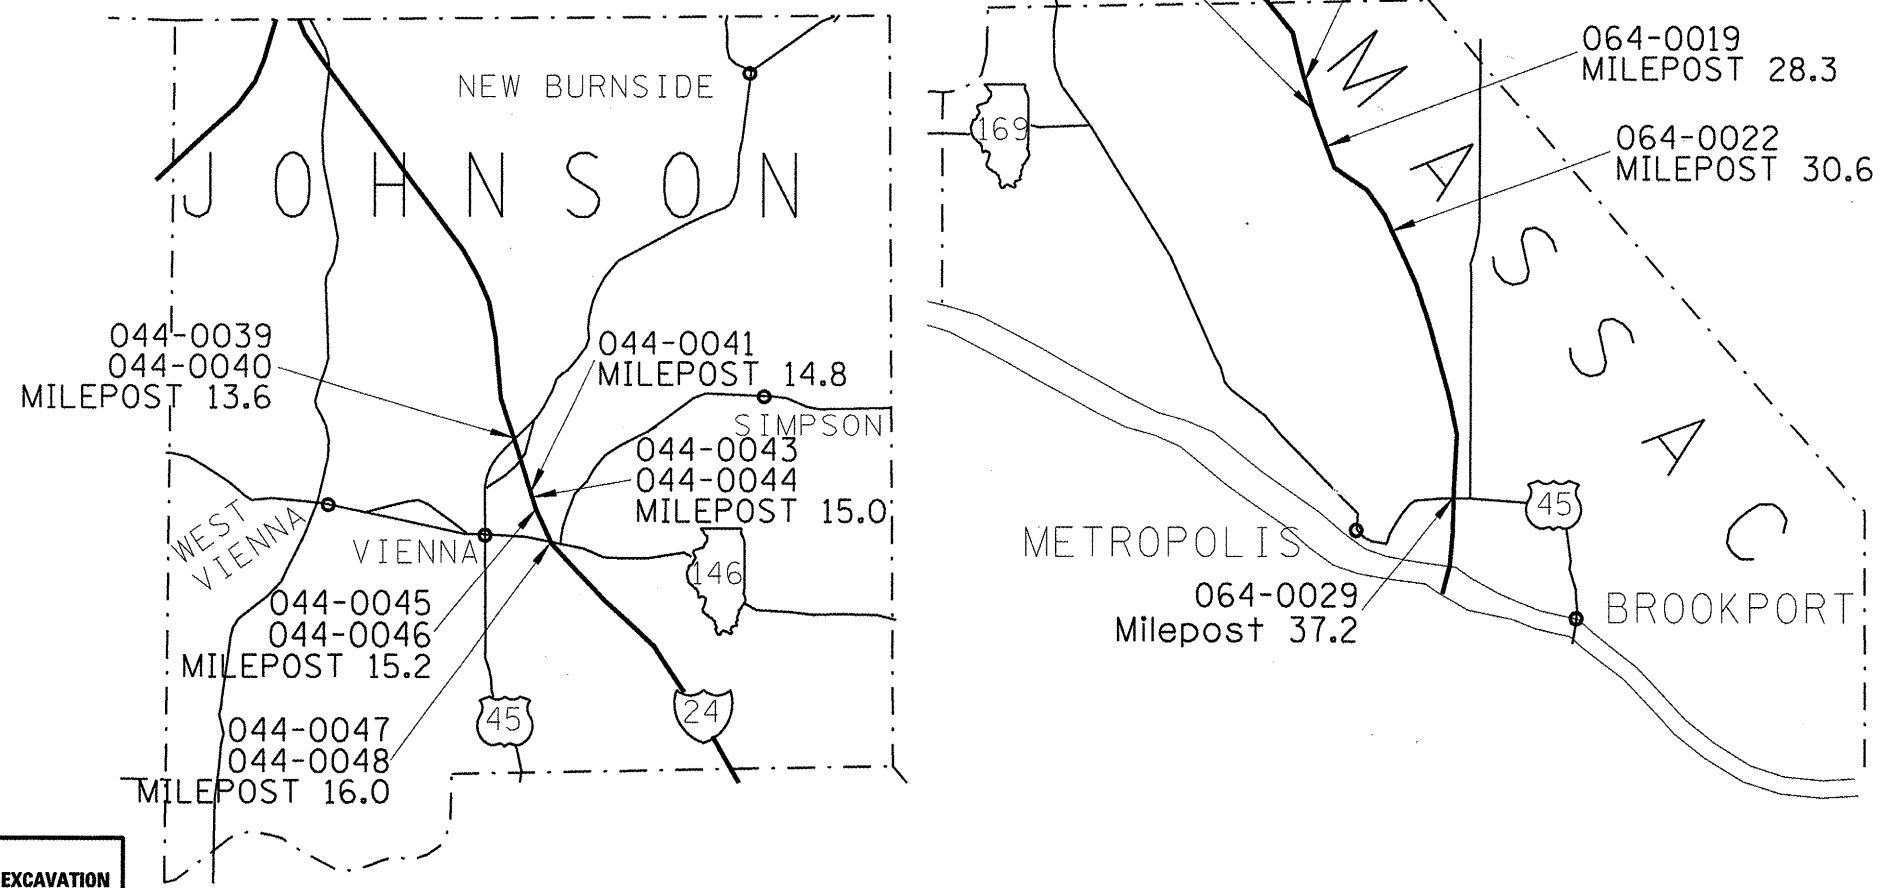 NEW BURNSIDE
JOHNSON
044-0039
044-0040
MILEPOST 13.6
044-0041
MILEPOST 14.8
SIMPSON
044-0043
044-0044
MILEPOST 15.0
WEST
VIENNA
VIENNA
146
044-0045
044-0046
MILEPOST 15.2
45
24
044-0047
044-0048
MILEPOST 16.0
EXCAVATION
MASSAC
064-0019
MILEPOST 28.3
169
064-0022
MILEPOST 30.6
45
METROPOLIS
064-0029
Milepost 37.2
BROOKPORT